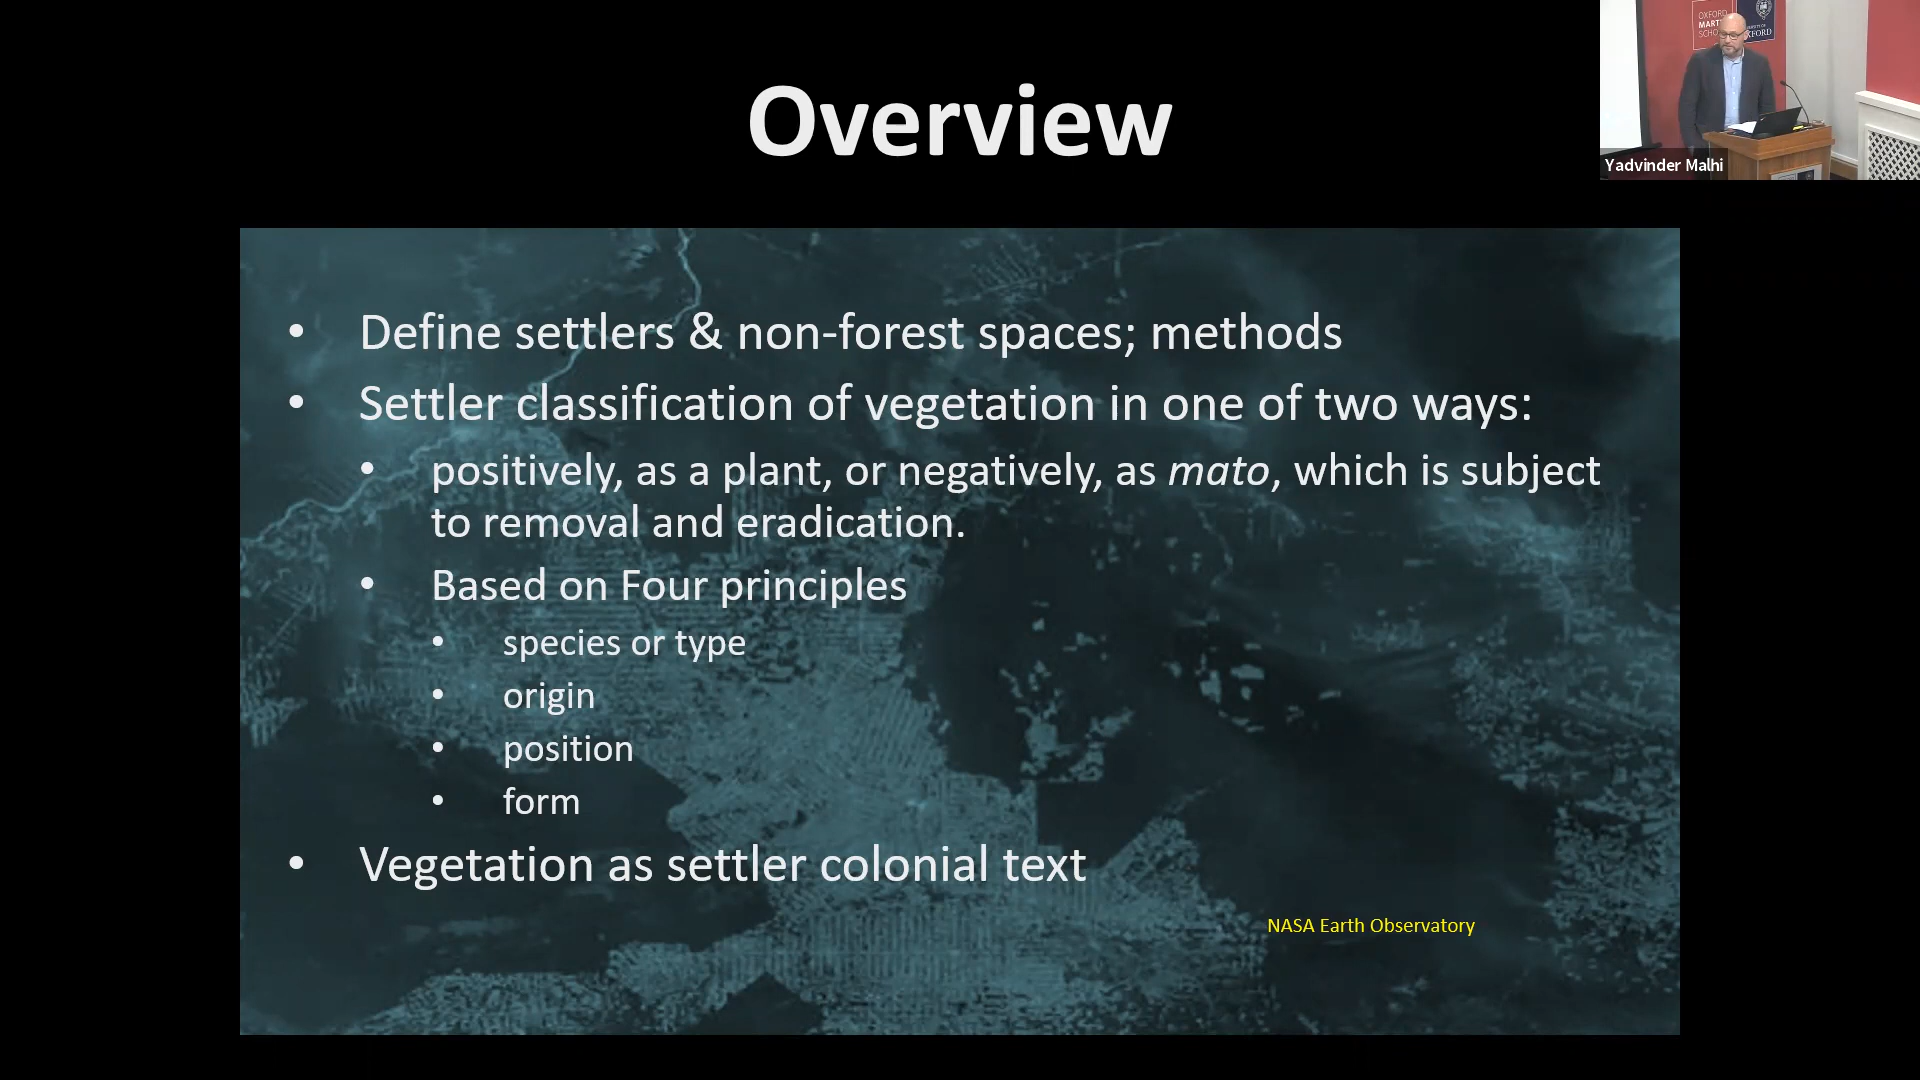 Overview
OXFORD
MART
SCHO
OXFORD
Yadvinder Malhi
• Define settlers & non-forest spaces; methods
• Settler classification of vegetation in one of two ways:
• positively, as a plant, or negatively, as mato, which is subject
to removal and eradication.
• Based on Four principles
• species or type
• origin
• position
• form
• Vegetation as settler colonial text
NASA Earth Observatory